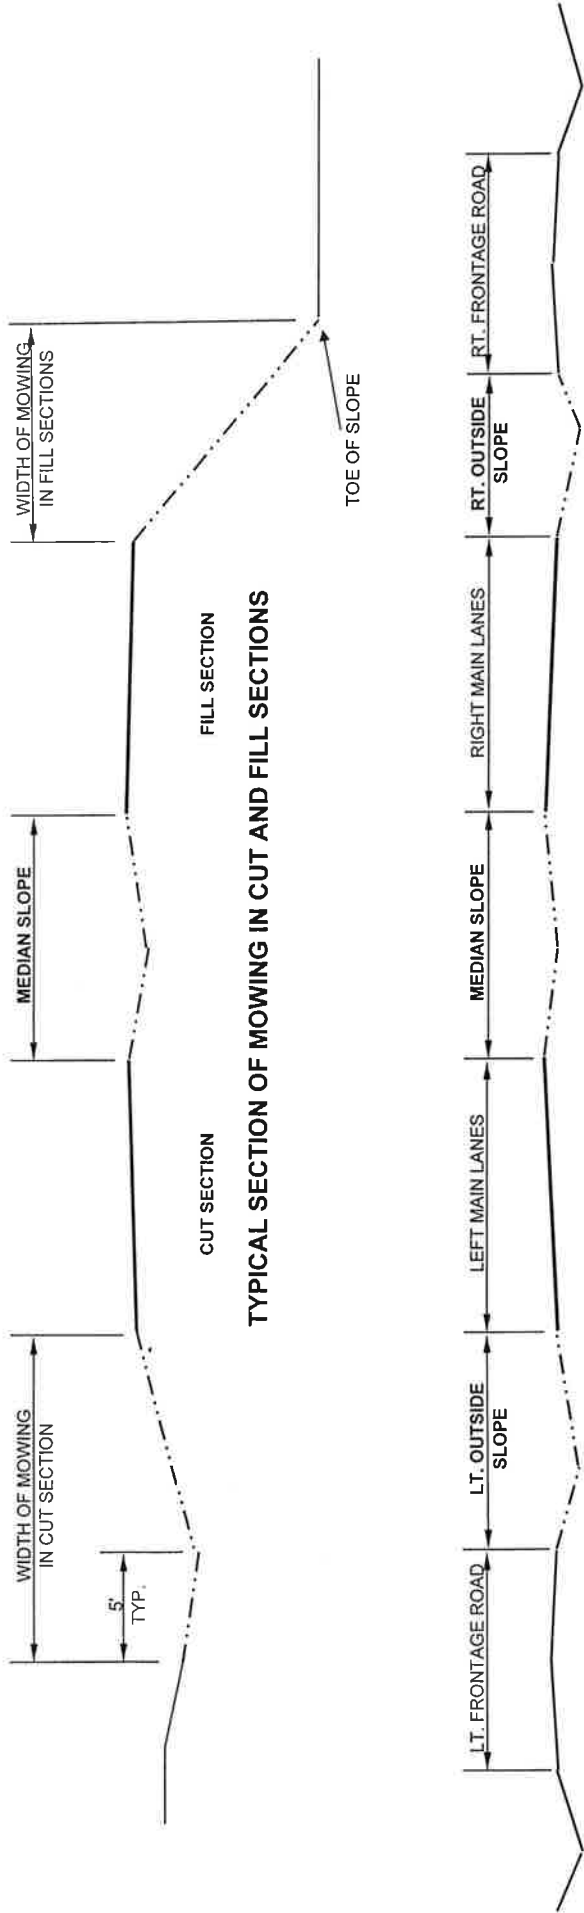 WIDTH OF MOWING
IN CUT SECTION
MEDIAN SLOPE
WIDTH OF MOWING
IN FILL SECTIONS
5'
TYP.
CUT SECTION
FILL SECTION
TOE OF SLOPE
TYPICAL SECTION OF MOWING IN CUT AND FILL SECTIONS
LT. FRONTAGE ROAD
LT. OUTSIDE
SLOPE
LEFT MAIN LANES
MEDIAN SLOPE
RIGHT MAIN LANES
RT. OUTSIDE
SLOPE
RT. FRONTAGE ROAD